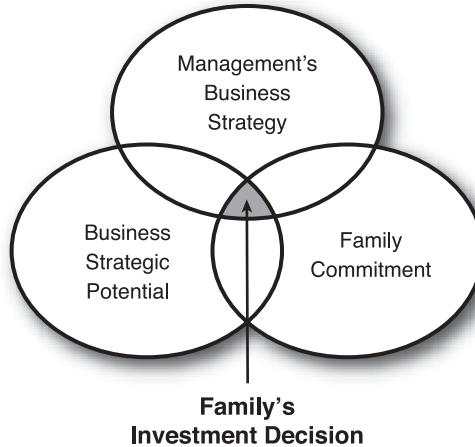 Management's
Business
Strategy
Business
Strategic
Potential
Family
Commitment
Family's
Investment Decision